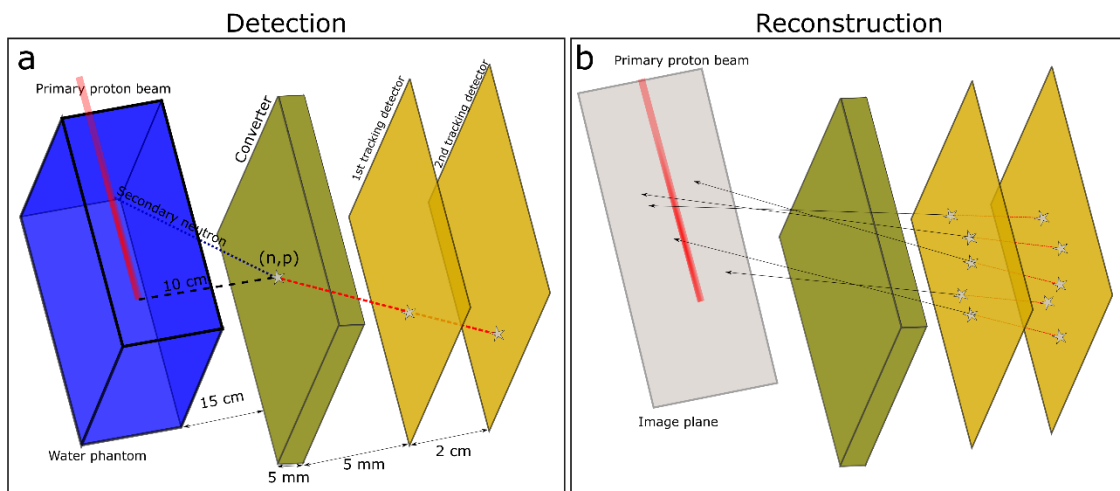 Detection
a
Primary proton beam
Converter
1st tracking detector
2nd tracking detector
Secondary neutron
(n,p)
10 cm
15 cm
Water phantom
5 mm
5 mm
2 cm
Reconstruction
b
Primary proton beam
Image plane